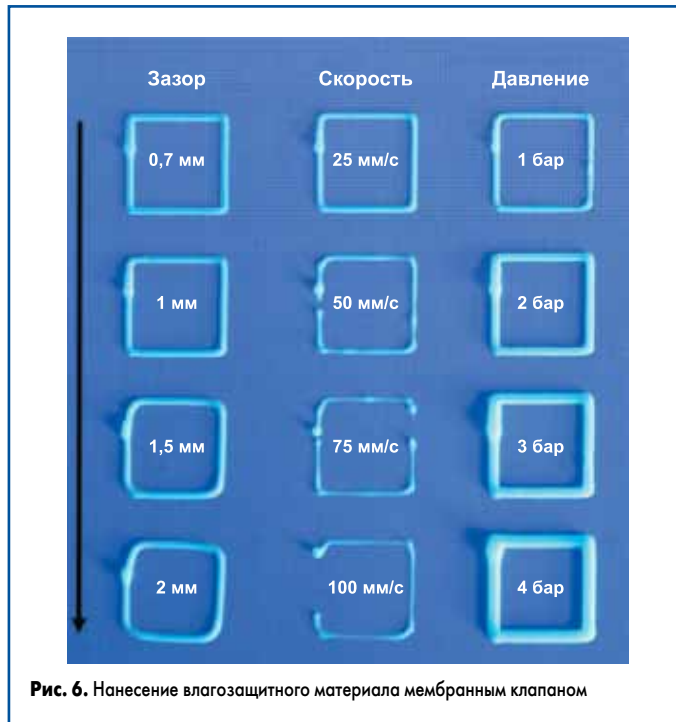 Зазор Скорость Давление
0,7 мм 25 мм/с 1 бар
1 мм 50 мм/с 2 бар
1,5 мм 75 мм/с 3 бар
2 мм 100 мм/с 4 бар
Рис. 6. Нанесение влагозащитного материала мембранным клапаном